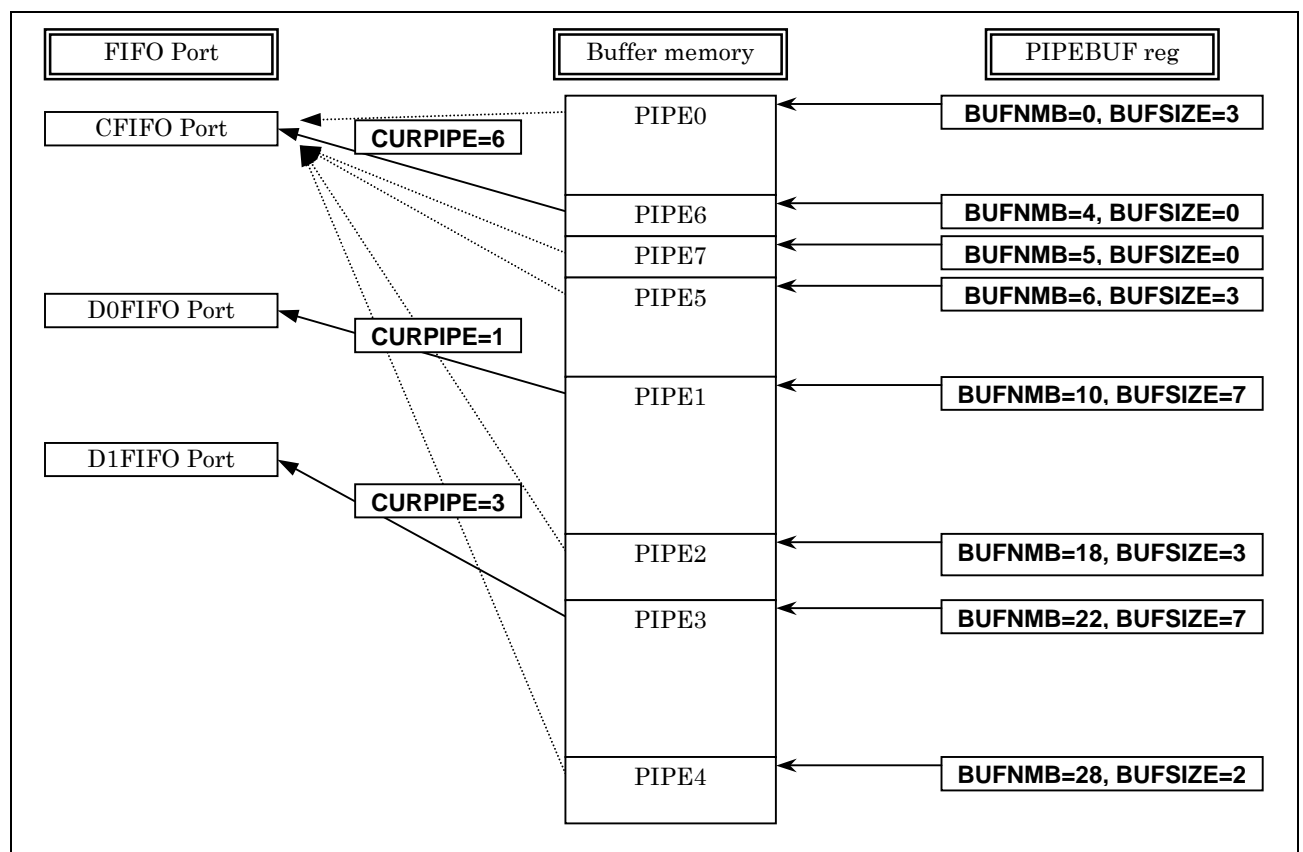 FIFO Port
Buffer memory
PIPEBUF reg
CFIFO Port
CURPIPE=6
PIPE0
BUFNMB=0, BUFSIZE=3
PIPE6
BUFNMB=4, BUFSIZE=0
PIPE7
BUFNMB=5, BUFSIZE=0
PIPE5
BUFNMB=6, BUFSIZE=3
D0FIFO Port
CURPIPE=1
PIPE1
BUFNMB=10, BUFSIZE=7
D1FIFO Port
CURPIPE=3
PIPE2
BUFNMB=18, BUFSIZE=3
PIPE3
BUFNMB=22, BUFSIZE=7
PIPE4
BUFNMB=28, BUFSIZE=2